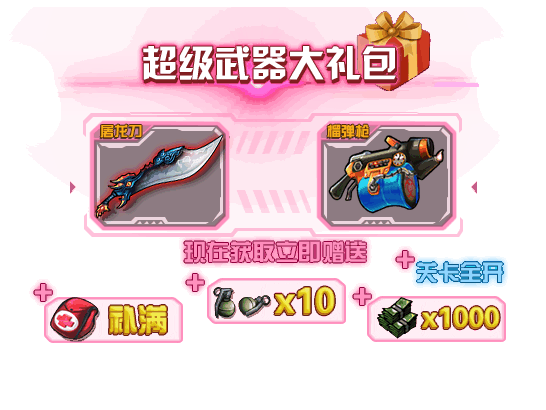 超级武器大礼包
屠龙刀
榴弹枪
现在获取立即赠送
+
关卡全开
+
补满
+
x10
+
x1000